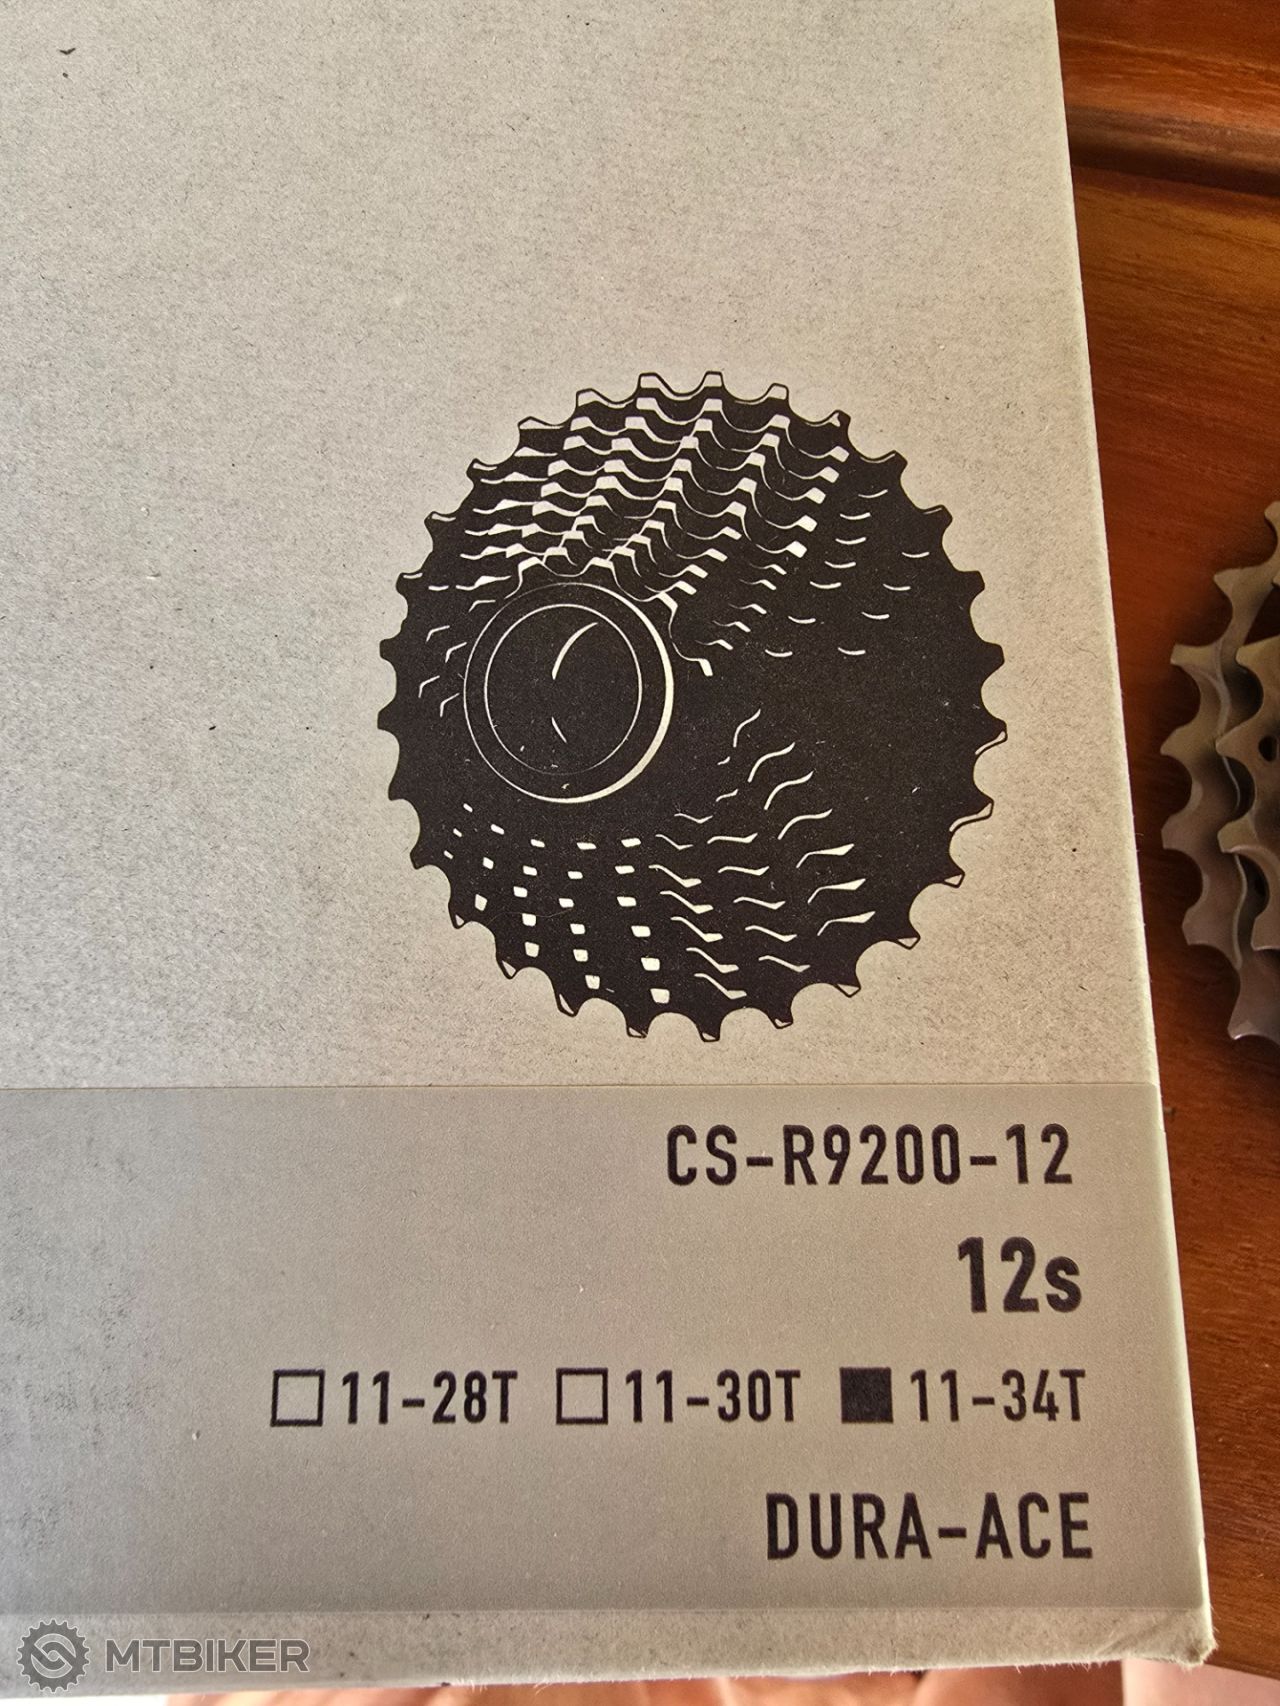 CS-R9200-12
12s
□11-28T □11-30T ■11-34T
DURA-ACE
MTBIKER